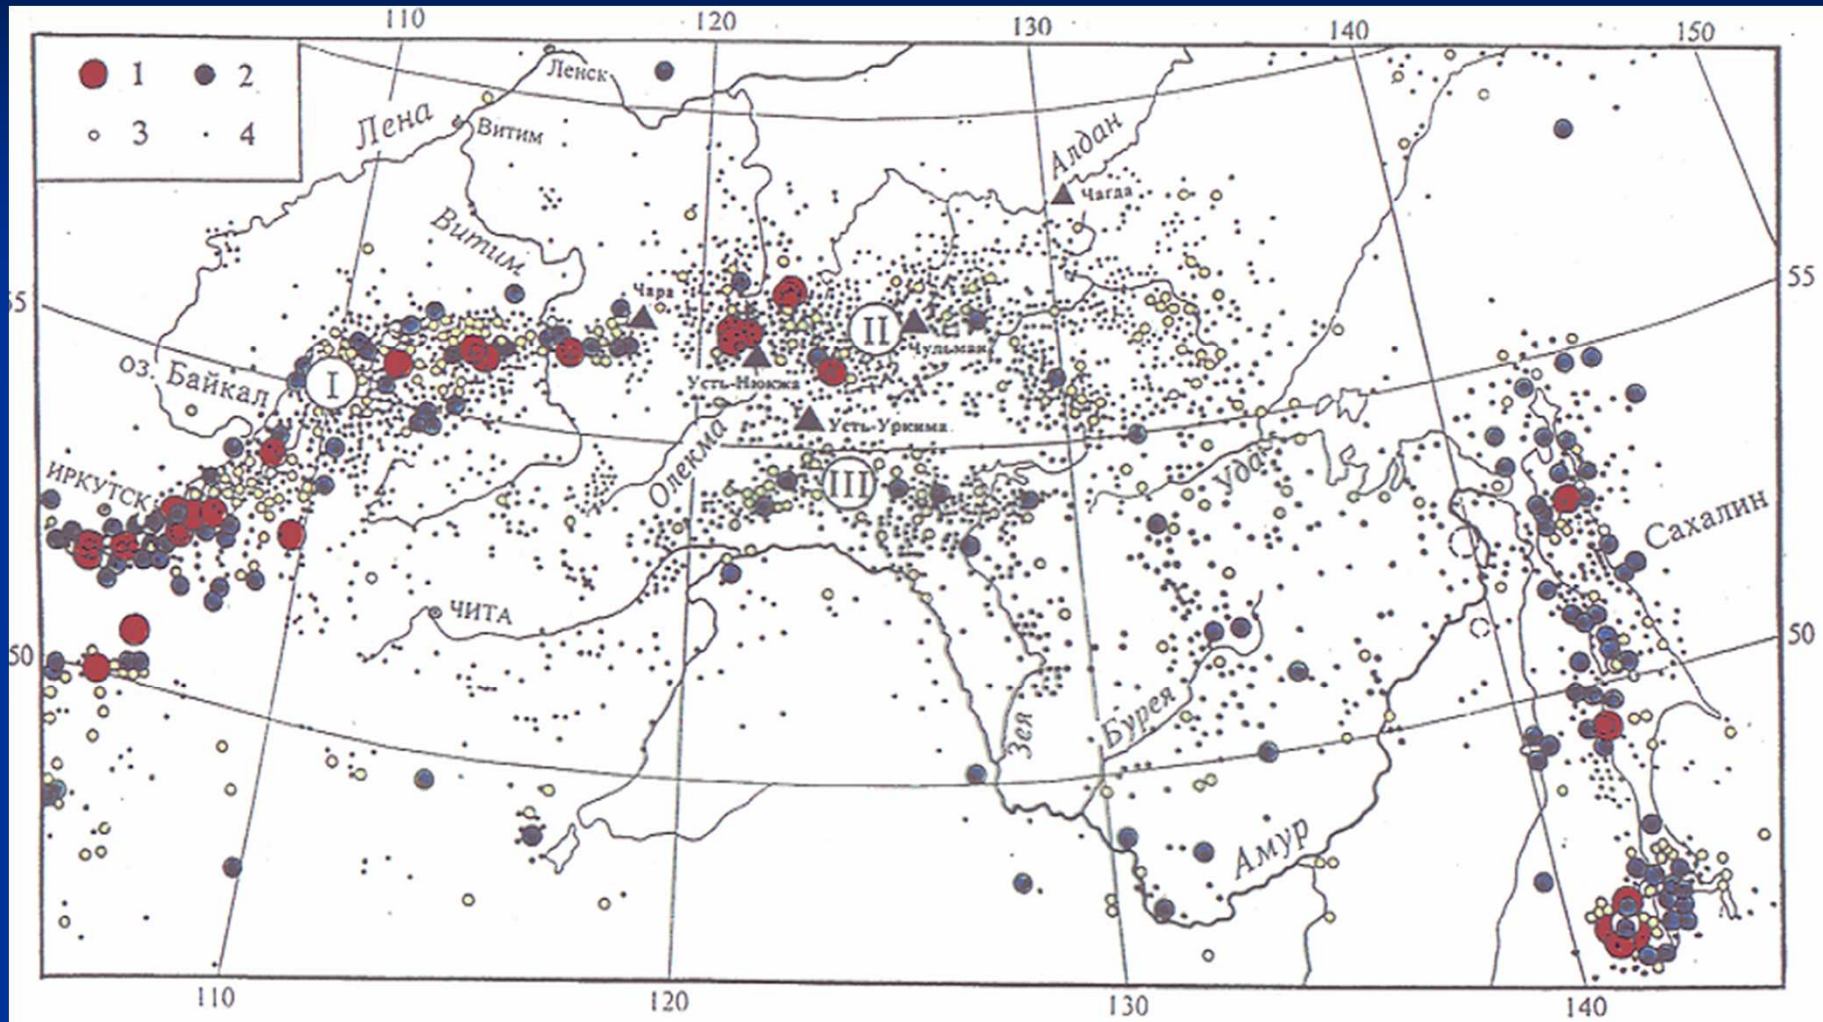 110 120 130 140 150
1 2
3 4
Ленск
Лена
Витим
Алдан
Чагда
Витим
55 55
Чара
II
Чульман
оз. Байкал
I
Усть-Нюкжа
Усть-Уркима
ИРКУТСК
Олекма
III
Уда
Сахалин
ЧИТА
50 50
Зея
Бурея
Амур
110 120 130 140